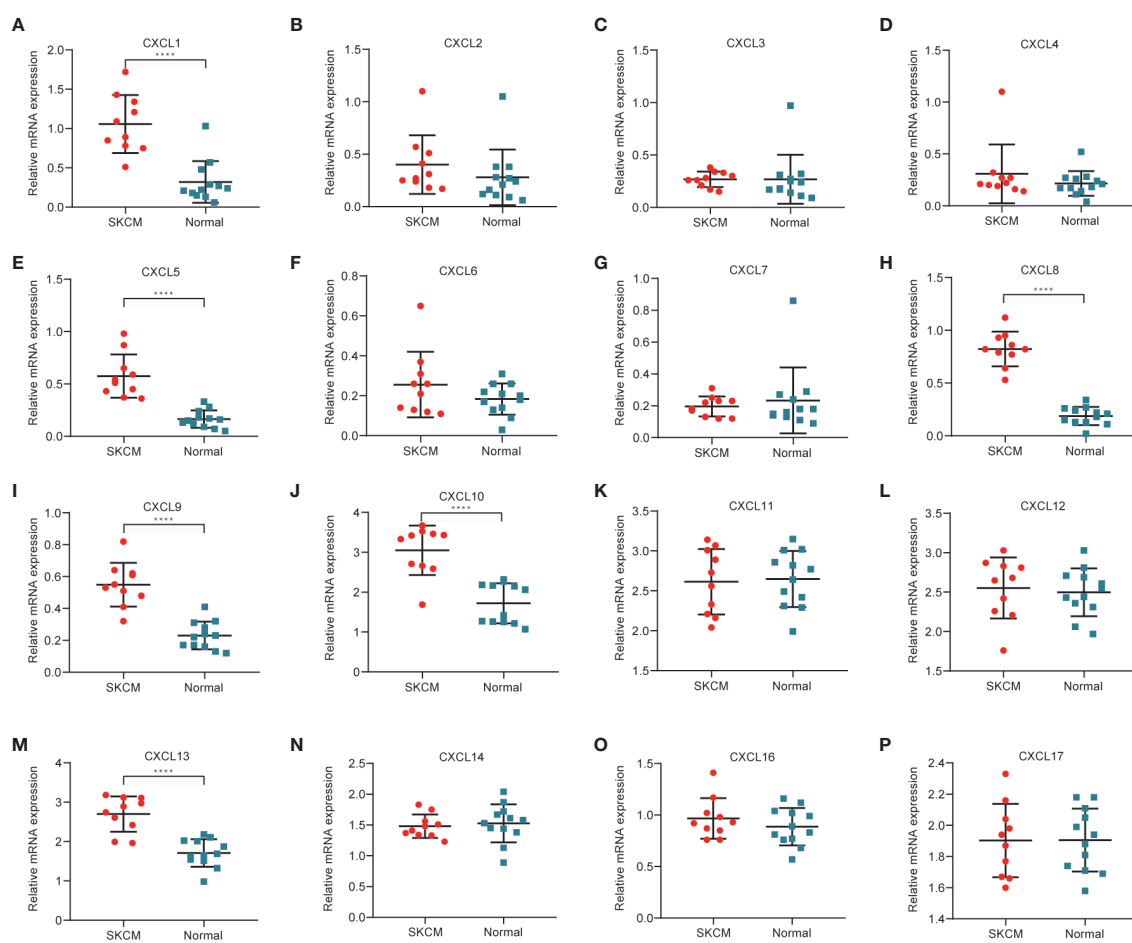 A
CXCL1
****
Relative mRNA expression
2.0
1.5
1.0
0.5
0.0
SKCM
Normal
B
CXCL2
Relative mRNA expression
1.5
1.0
0.5
0.0
SKCM
Normal
C
CXCL3
Relative mRNA expression
1.5
1.0
0.5
0.0
SKCM
Normal
D
CXCL4
Relative mRNA expression
1.5
1.0
0.5
0.0
SKCM
Normal
E
CXCL5
****
Relative mRNA expression
1.5
1.0
0.5
0.0
SKCM
Normal
F
CXCL6
Relative mRNA expression
0.8
0.6
0.4
0.2
0.0
SKCM
Normal
G
CXCL7
Relative mRNA expression
1.0
0.8
0.6
0.4
0.2
0.0
SKCM
Normal
H
CXCL8
****
Relative mRNA expression
1.5
1.0
0.5
0.0
SKCM
Normal
I
CXCL9
****
Relative mRNA expression
1.0
0.8
0.6
0.4
0.2
0.0
SKCM
Normal
J
CXCL10
****
Relative mRNA expression
4
3
2
1
0
SKCM
Normal
K
CXCL11
Relative mRNA expression
3.5
3.0
2.5
2.0
1.5
SKCM
Normal
L
CXCL12
Relative mRNA expression
3.5
3.0
2.5
2.0
1.5
SKCM
Normal
M
CXCL13
****
Relative mRNA expression
4
3
2
1
0
SKCM
Normal
N
CXCL14
Relative mRNA expression
2.5
2.0
1.5
1.0
0.5
0.0
SKCM
Normal
O
CXCL16
Relative mRNA expression
1.5
1.0
0.5
0.0
SKCM
Normal
P
CXCL17
Relative mRNA expression
2.4
2.2
2.0
1.8
1.6
1.4
SKCM
Normal